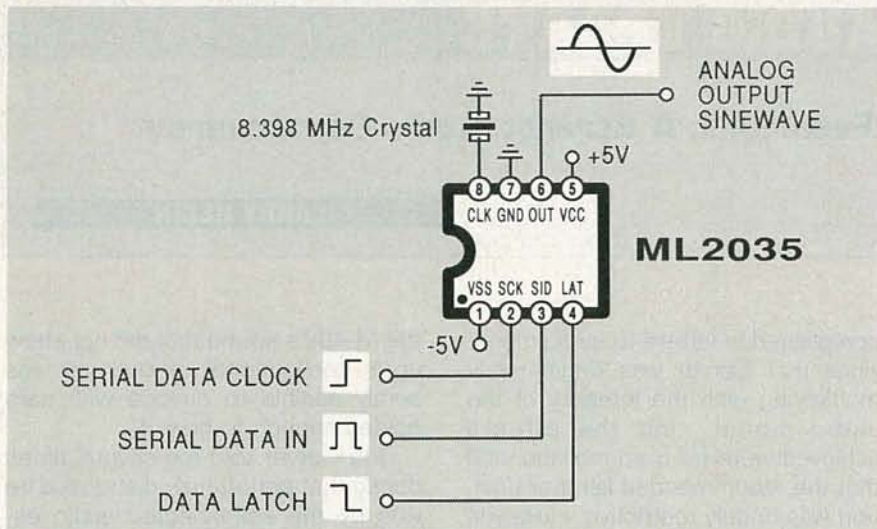 ANALOG
OUTPUT
SINEWAVE
8.398 MHz Crystal
+5V
8 7 6 5
CLK GND OUT VCC
ML2035
VSS SCK SID LAT
1 2 3 4
-5V
SERIAL DATA CLOCK
SERIAL DATA IN
DATA LATCH